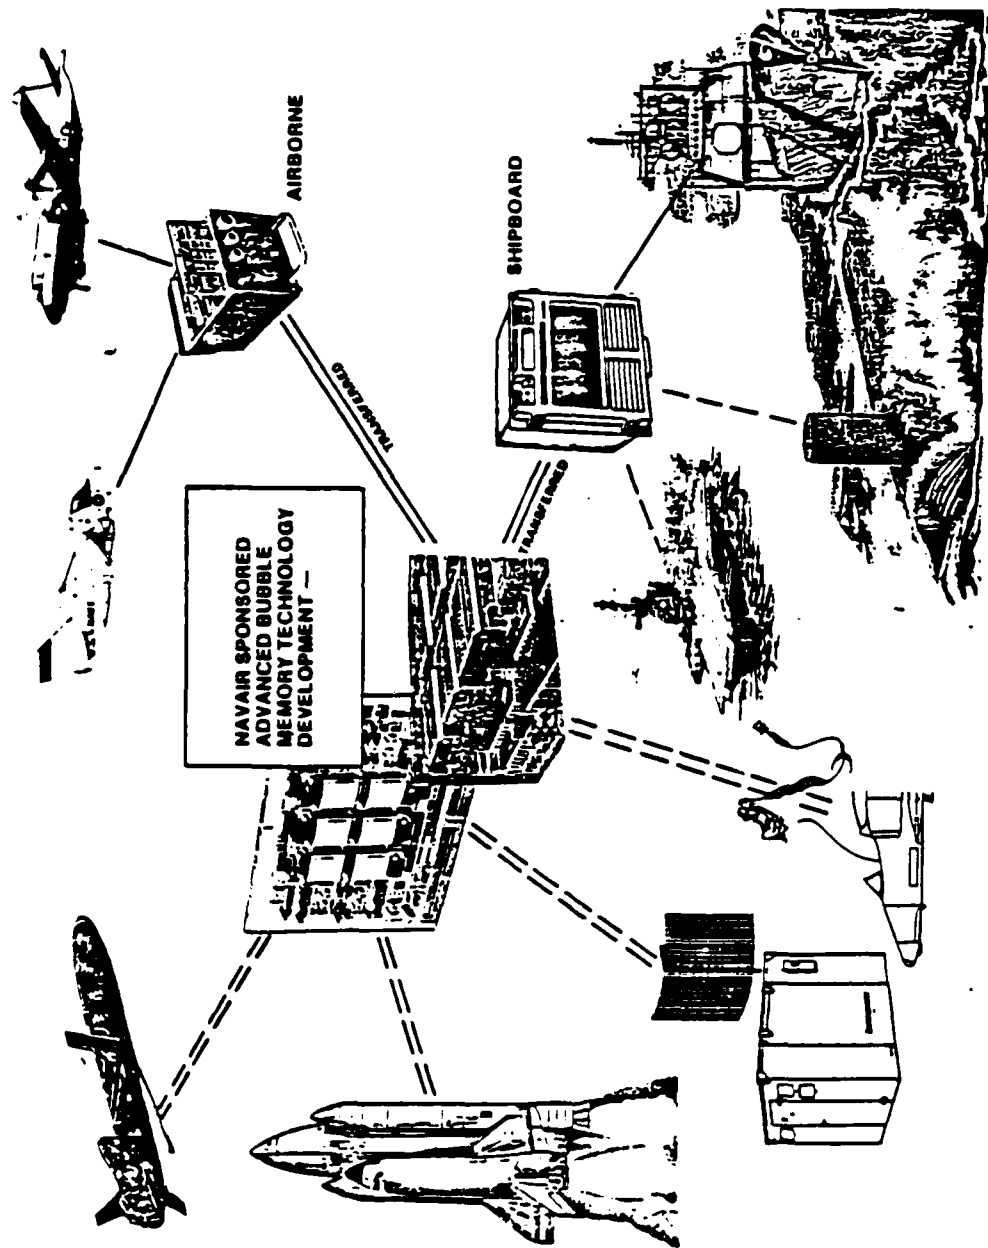 NAVAIR SPONSORED
ADVANCED BUBBLE
MEMORY TECHNOLOGY
DEVELOPMENT —
AIRBORNE
TRANSFERRED
SHIPBOARD
TRANSFERRED